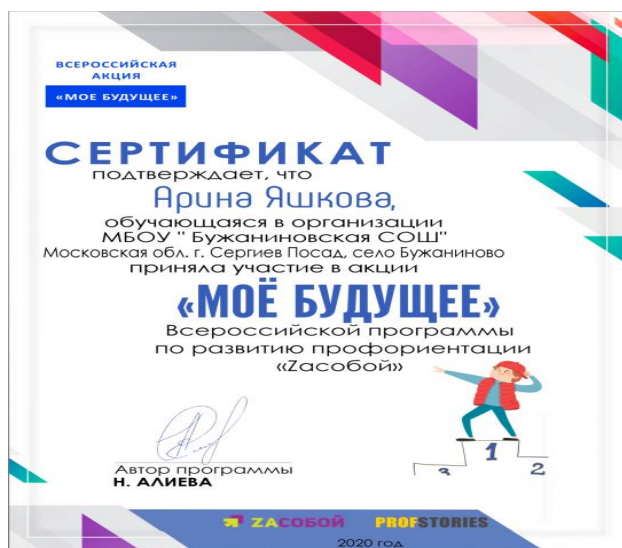 ВСЕРОССИЙСКАЯ
АКЦИЯ
«МОЕ БУДУЩЕЕ»
СЕРТИФИКАТ
подтверждает, что
Арина Яшкова,
обучающаяся в организации
МБОУ " Бужаниновская СОШ"
Московская обл. г. Сергиев Посад, село Бужаниново
приняла участие в акции
«МОЁ БУДУЩЕЕ»
Всероссийской программы
по развитию профориентации
«Zасобой»
3 1 2
Автор программы
Н. АЛИЕВА
ZАСОБОЙ PROFSTORIES
2020 год